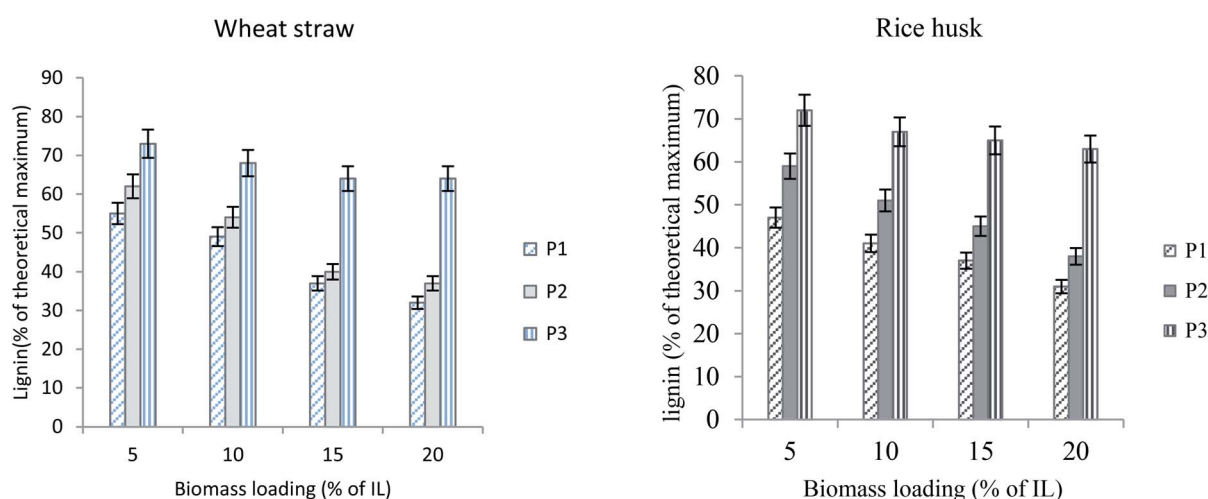 Wheat straw
Lignin(% of theoretical maximum)
90
80
70
60
50
40
30
20
10
0
5 10 15 20
Biomass loading (% of IL)
P1
P2
P3
Rice husk
lignin (% of theoretical maximum)
80
70
60
50
40
30
20
10
0
5 10 15 20
Biomass loading (% of IL)
P1
P2
P3